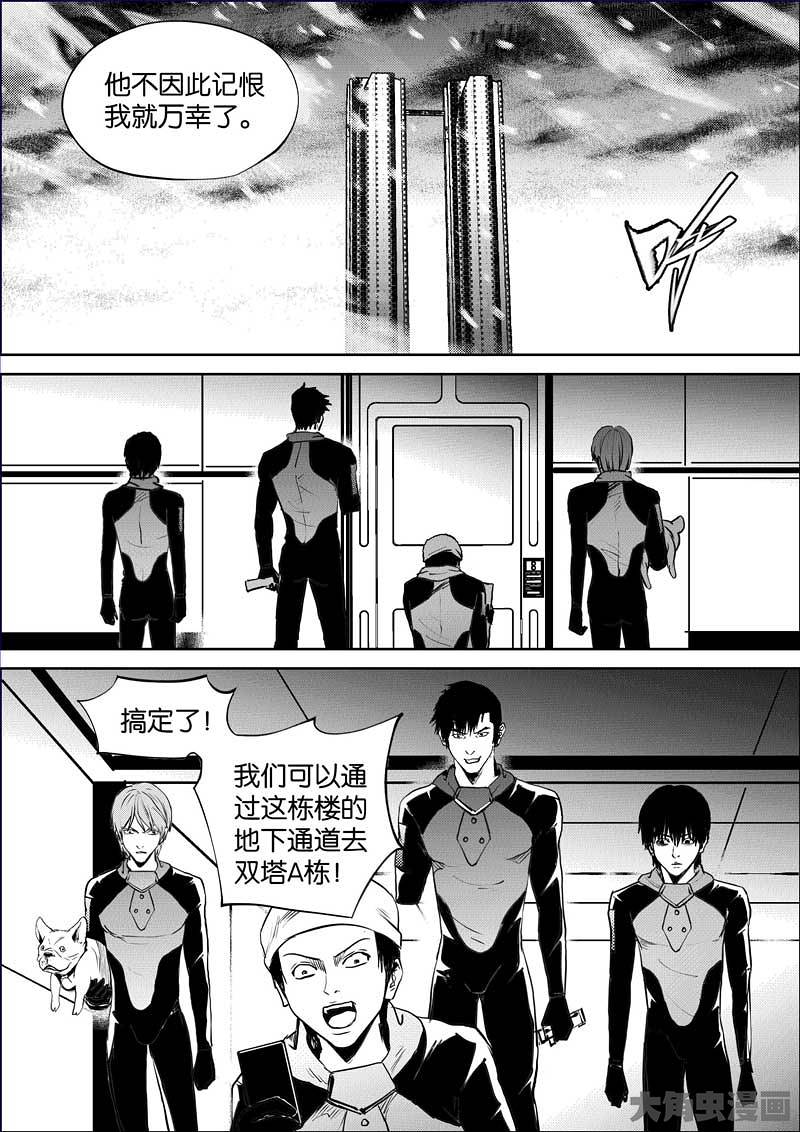 他不因此记恨
我就万幸了。
咔
8
搞定了！
我们可以通
过这栋楼的
地下通道去
双塔A栋！
大角虫漫画